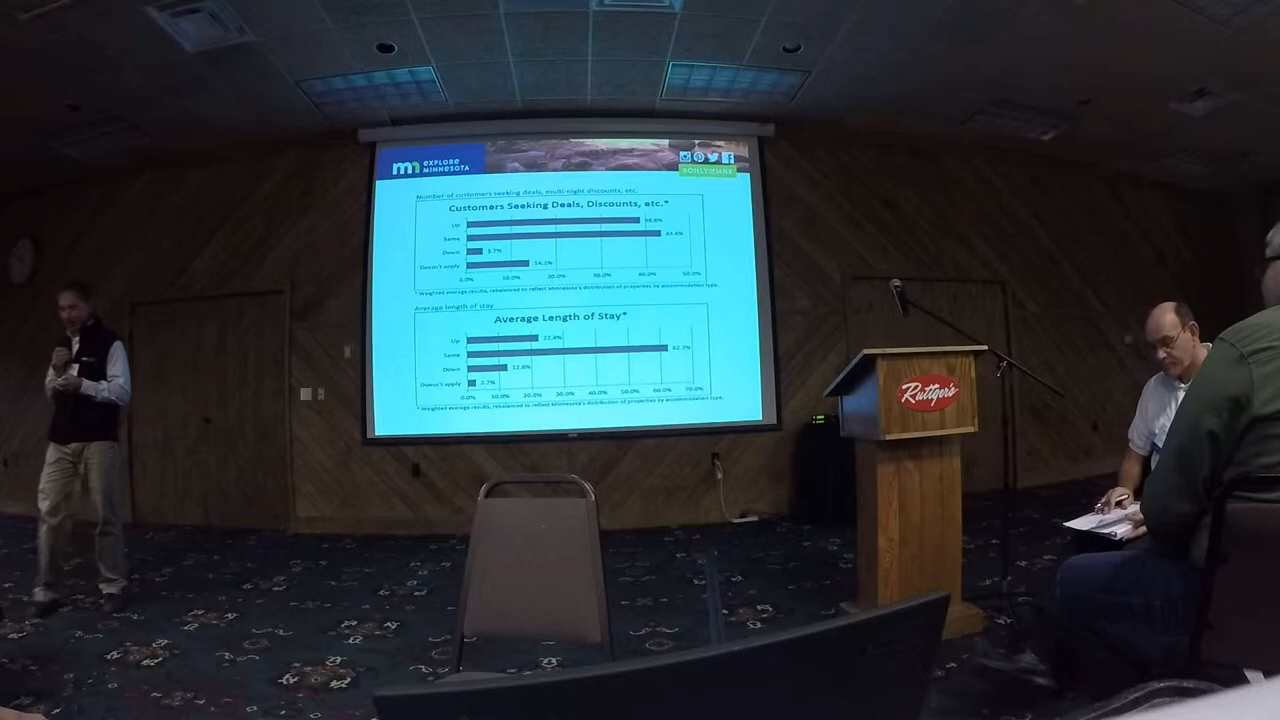 mn EXPLORE
MINNESOTA
#ONLYINMN
Number of customers seeking deals, multi-night discounts, etc.
Customers Seeking Deals, Discounts, etc.*
Up
Same 43.4%
Down 3.7%
Doesn't apply 14.1%
0.0% 10.0% 20.0% 30.0% 40.0% 50.0%
* Weighted average results, rebalanced to reflect Minnesota's distribution of properties by accommodation type.
Average length of stay
Average Length of Stay*
Up 22.4%
Same 62.3%
Down 12.6%
Doesn't apply 2.7%
0.0% 10.0% 20.0% 30.0% 40.0% 50.0% 60.0% 70.0%
* Weighted average results, rebalanced to reflect Minnesota's distribution of properties by accommodation type.
Ruttger's